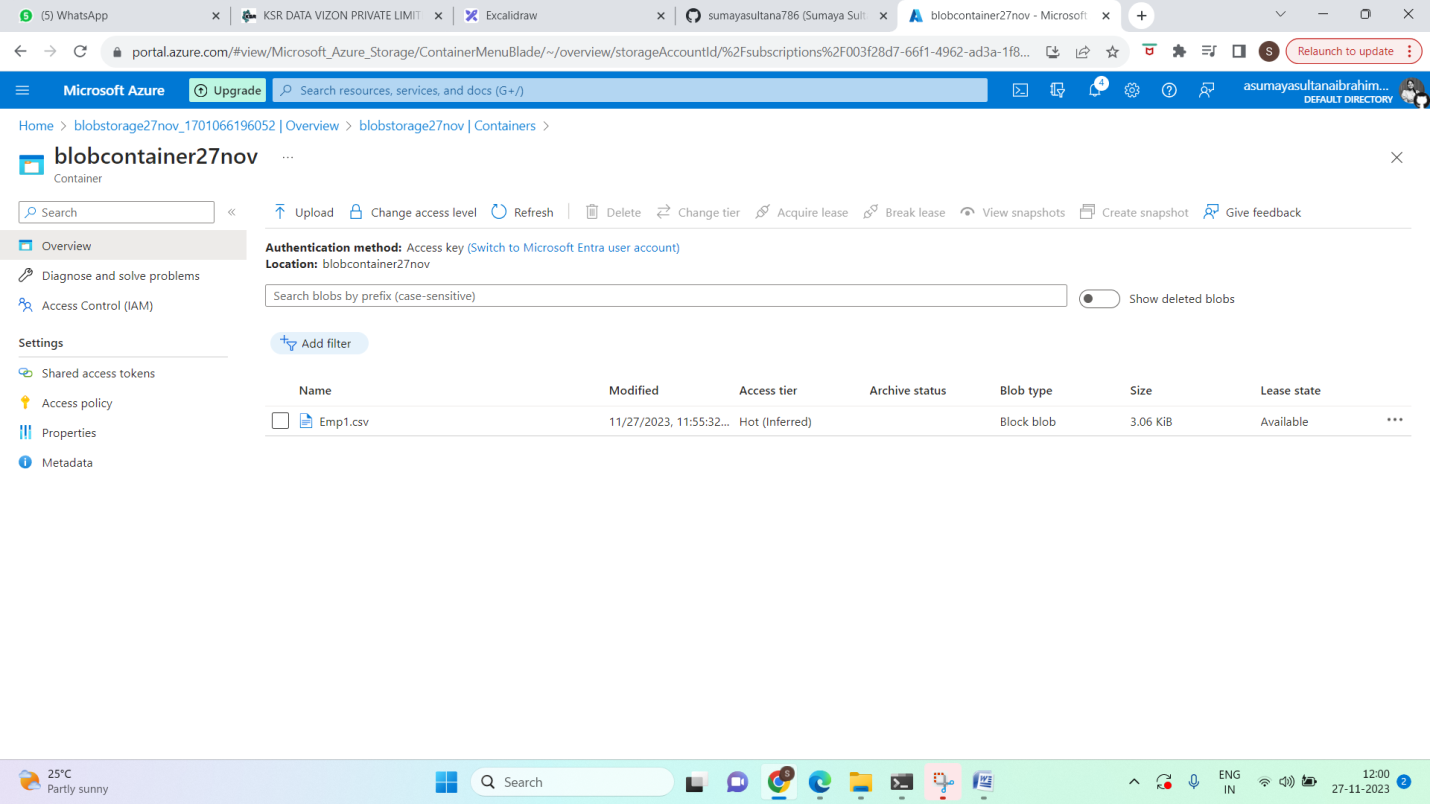 (5) WhatsApp
KSR DATA VIZON PRIVATE LIMIT
Excalidraw
sumayasultana786 (Sumaya Sult
blobcontainer27nov - Microsoft
portal.azure.com/#view/Microsoft_Azure_Storage/ContainerMenuBlade/~/overview/storageAccountId/%2Fsubscriptions%2F003f28d7-66f1-4962-ad3a-1f8...
S
Relaunch to update
Microsoft Azure
Upgrade
Search resources, services, and docs (G+/)
4
asumayasultanaibrahim...
DEFAULT DIRECTORY
Home > blobstorage27nov_1701066196052 | Overview > blobstorage27nov | Containers >
blobcontainer27nov ...
Container
Search
Upload Change access level Refresh Delete Change tier Acquire lease Break lease View snapshots Create snapshot Give feedback
Overview
Diagnose and solve problems
Access Control (IAM)
Settings
Shared access tokens
Access policy
Properties
Metadata
Authentication method: Access key (Switch to Microsoft Entra user account)
Location: blobcontainer27nov
Search blobs by prefix (case-sensitive)
Show deleted blobs
Add filter
Name Modified Access tier Archive status Blob type Size Lease state
Emp1.csv 11/27/2023, 11:55:32... Hot (Inferred) Block blob 3.06 KiB Available ...
25°C
Partly sunny
Search
S
ENG
IN
12:00
27-11-2023
2